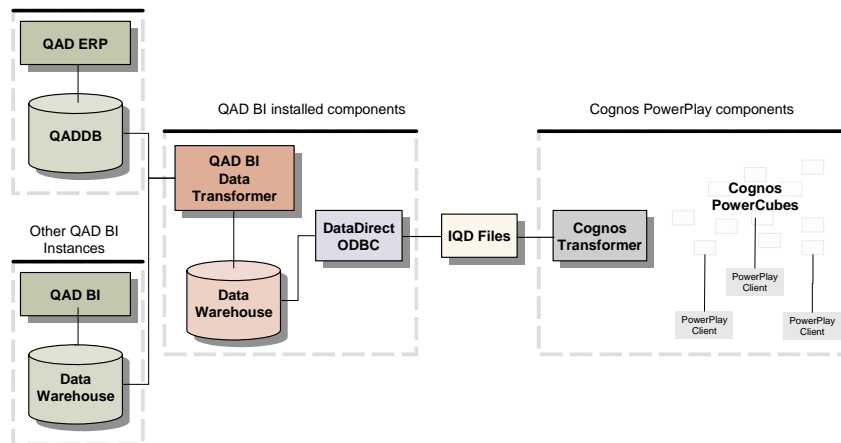 QAD ERP
QADDB
Other QAD BI
Instances
QAD BI
Data
Warehouse
QAD BI installed components
QAD BI
Data
Transformer
Data
Warehouse
DataDirect
ODBC
IQD Files
Cognos PowerPlay components
Cognos
Transformer
Cognos
PowerCubes
PowerPlay
Client
PowerPlay
Client
PowerPlay
Client